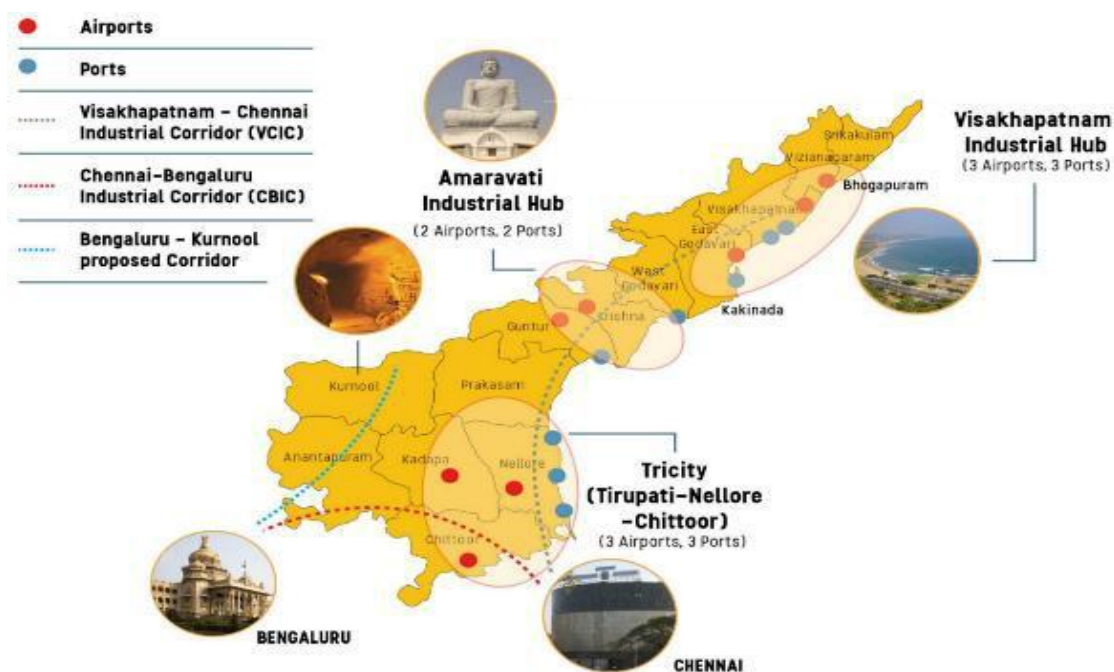 Airports
Ports
Visakhapatnam – Chennai
Industrial Corridor (VCIC)
Chennai-Bengaluru
Industrial Corridor (CBIC)
Bengaluru – Kurnool
proposed Corridor
Amaravati
Industrial Hub
(2 Airports, 2 Ports)
Visakhapatnam
Industrial Hub
(3 Airports, 3 Ports)
Srikakulam
Vizianagaram
Bhogapuram
Visakhapatnam
East
Godavari
West
Godavari
Kakinada
Krishna
Guntur
Prakasam
Kurnool
Anantapuram
Kadapa
Nellore
Chittoor
Tricity
(Tirupati-Nellore
-Chittoor)
(3 Airports, 3 Ports)
BENGALURU
CHENNAI